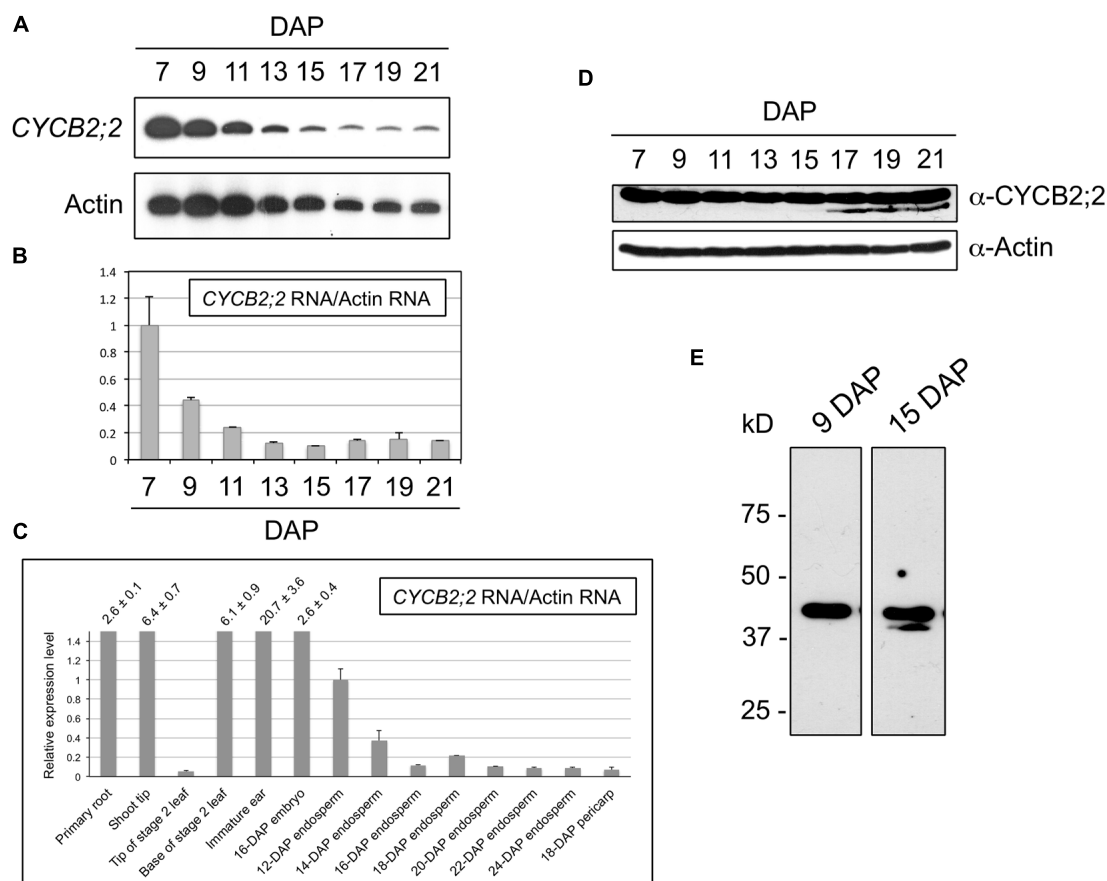 A
DAP
7 9 11 13 15 17 19 21
CYCB2;2
Actin
B
1.4
1.2
1
0.8
0.6
0.4
0.2
0
CYCB2;2 RNA/Actin RNA
7 9 11 13 15 17 19 21
DAP
C
CYCB2;2 RNA/Actin RNA
2.6 ± 0.1
6.4 ± 0.7
6.1 ± 0.9
20.7 ± 3.6
2.6 ± 0.4
Relative expression level
1.4
1.2
1
0.8
0.6
0.4
0.2
0
Primary root
Shoot tip
Tip of stage 2 leaf
Base of stage 2 leaf
Immature ear
16-DAP embryo
12-DAP endosperm
14-DAP endosperm
16-DAP endosperm
18-DAP endosperm
20-DAP endosperm
22-DAP endosperm
24-DAP endosperm
18-DAP pericarp
D
DAP
7 9 11 13 15 17 19 21
α-CYCB2;2
α-Actin
E
kD
9 DAP
15 DAP
75 -
50 -
37 -
25 -